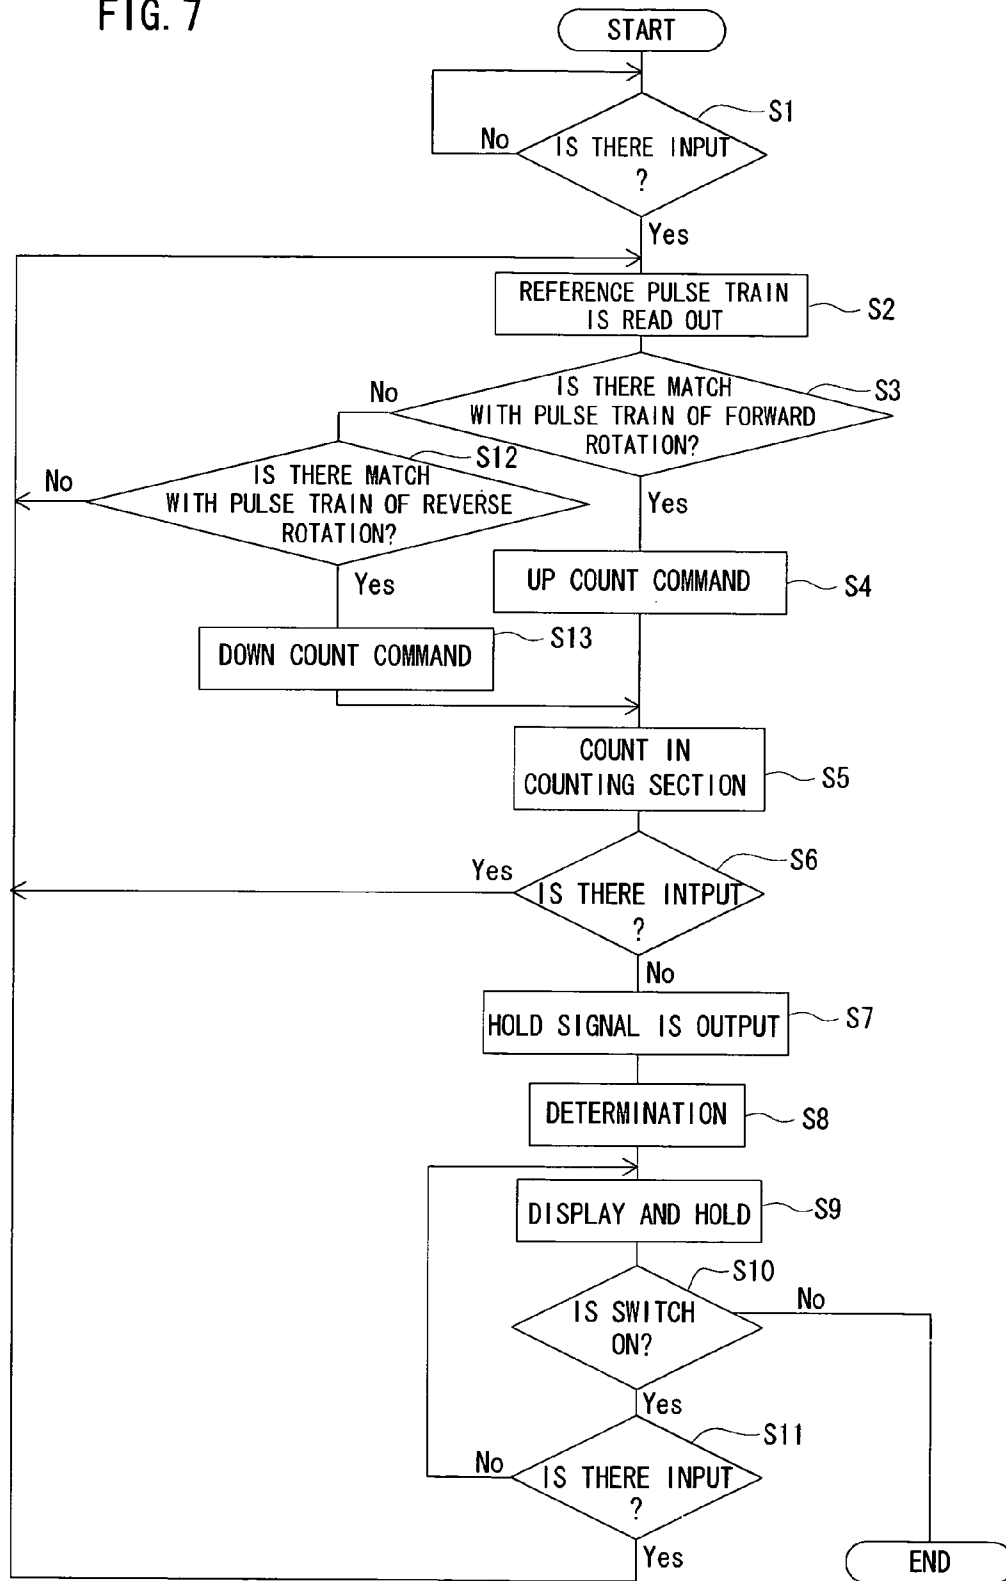 FIG. 7
START
S1
No
IS THERE INPUT
?
Yes
REFERENCE PULSE TRAIN
IS READ OUT
S2
No
IS THERE MATCH
WITH PULSE TRAIN OF FORWARD
ROTATION?
S3
No
IS THERE MATCH
WITH PULSE TRAIN OF REVERSE
ROTATION?
S12
Yes
Yes
UP COUNT COMMAND
S4
DOWN COUNT COMMAND
S13
COUNT IN
COUNTING SECTION
S5
Yes
IS THERE INTPUT
?
S6
No
HOLD SIGNAL IS OUTPUT
S7
DETERMINATION
S8
DISPLAY AND HOLD
S9
IS SWITCH
ON?
S10
No
Yes
S11
No
IS THERE INPUT
?
Yes
END